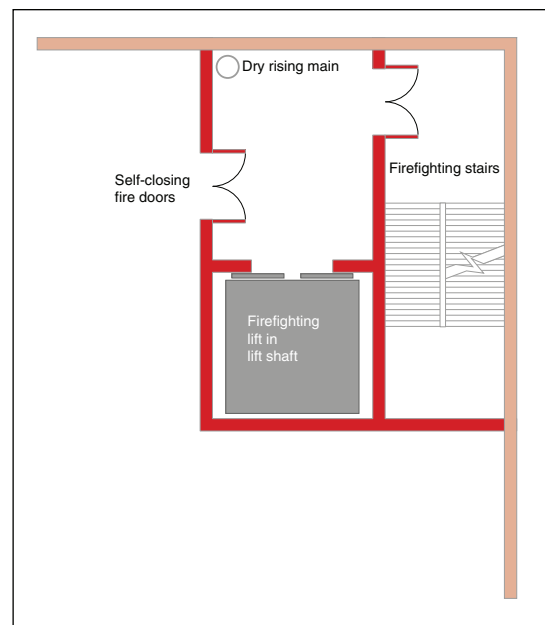 Dry rising main
Firefighting stairs
Self-closing
fire doors
Firefighting
lift in
lift shaft